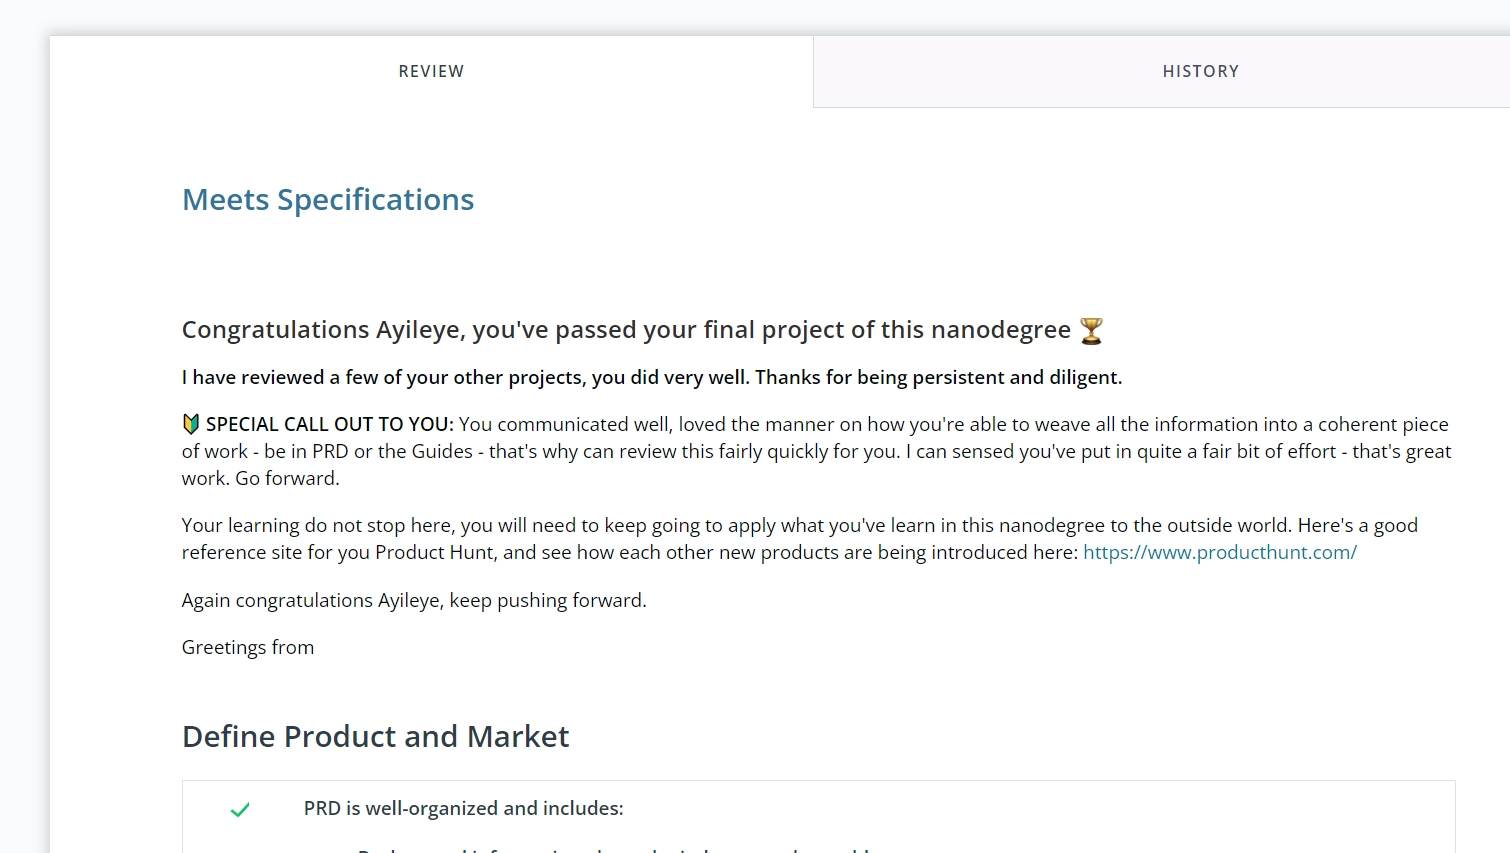 REVIEW
HISTORY
Meets Specifications
Congratulations Ayileye, you've passed your final project of this nanodegree 🏆
I have reviewed a few of your other projects, you did very well. Thanks for being persistent and diligent.
🔰 SPECIAL CALL OUT TO YOU: You communicated well, loved the manner on how you're able to weave all the information into a coherent piece
of work - be in PRD or the Guides - that's why can review this fairly quickly for you. I can sensed you've put in quite a fair bit of effort - that's great
work. Go forward.
Your learning do not stop here, you will need to keep going to apply what you've learn in this nanodegree to the outside world. Here's a good
reference site for you Product Hunt, and see how each other new products are being introduced here: https://www.producthunt.com/
Again congratulations Ayileye, keep pushing forward.
Greetings from
Define Product and Market
PRD is well-organized and includes: